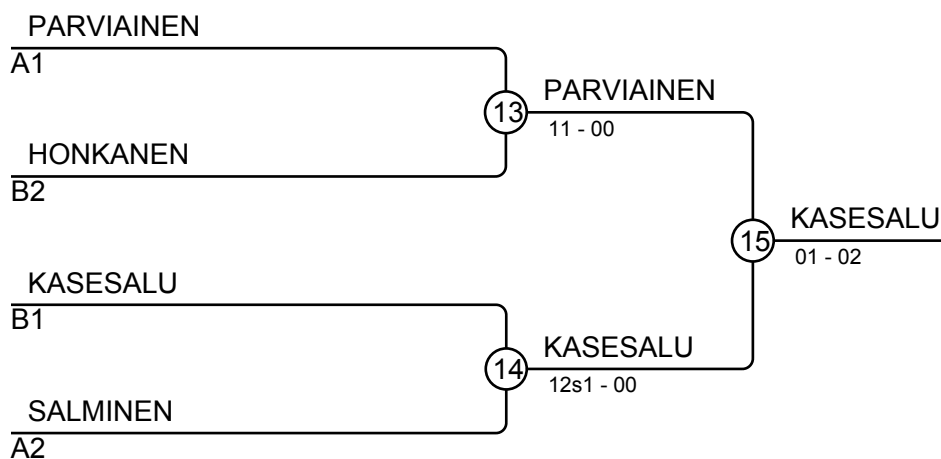 PARVIAINEN
A1
13
PARVIAINEN
11 - 00
HONKANEN
B2
15
KASESALU
01 - 02
KASESALU
B1
14
KASESALU
12s1 - 00
SALMINEN
A2